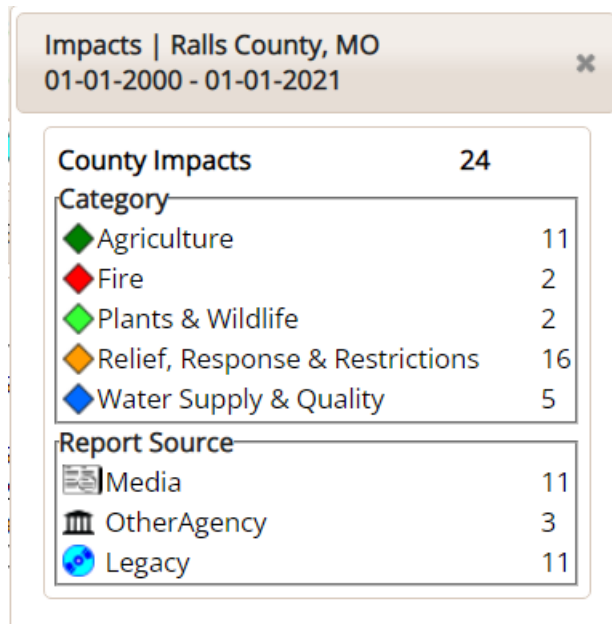 Impacts | Ralls County, MO
01-01-2000 - 01-01-2021
County Impacts 24
Category
Agriculture 11
Fire 2
Plants & Wildlife 2
Relief, Response & Restrictions 16
Water Supply & Quality 5
Report Source
Media 11
OtherAgency 3
Legacy 11